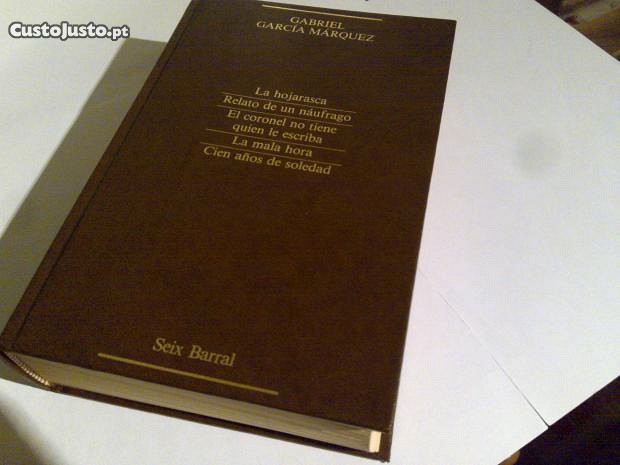 CustoJusto.pt
GABRIEL
GARCÍA MÁRQUEZ
La hojarasca
Relato de un náufrago
El coronel no tiene
quien le escriba
La mala hora
Cien años de soledad
Seix Barral